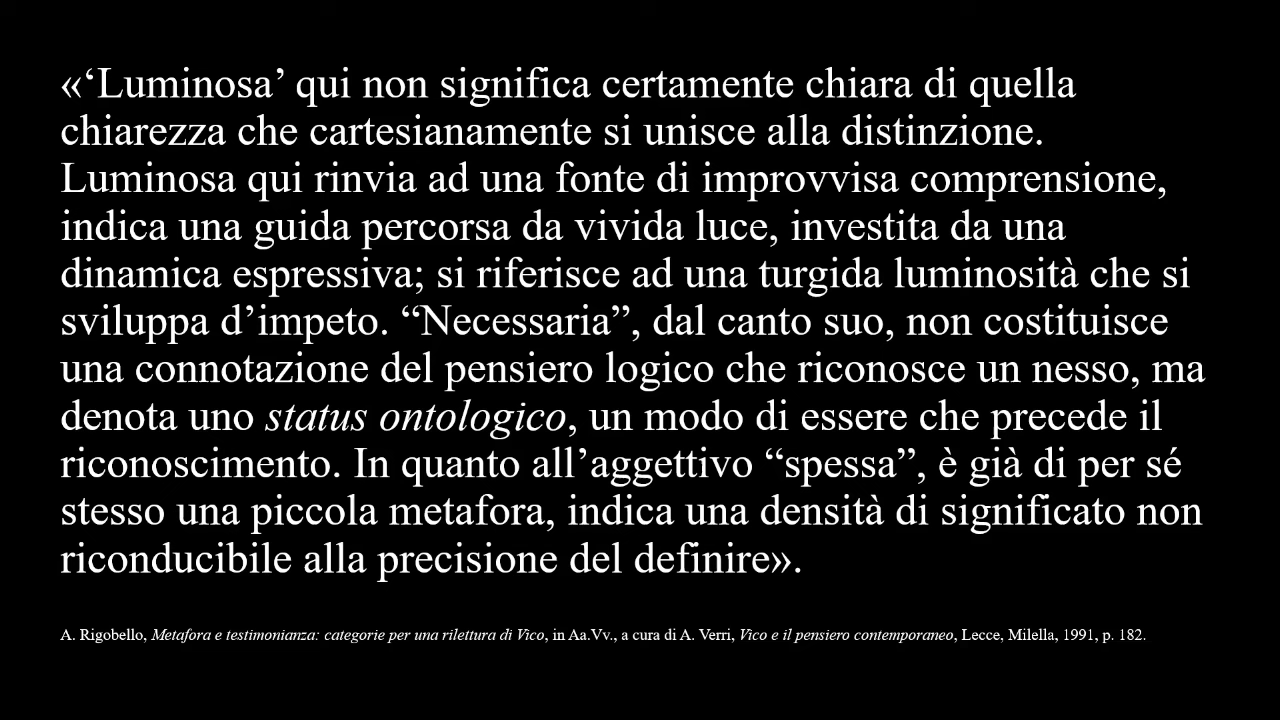 «‘Luminosa’ qui non significa certamente chiara di quella
chiarezza che cartesianamente si unisce alla distinzione.
Luminosa qui rinvia ad una fonte di improvvisa comprensione,
indica una guida percorsa da vivida luce, investita da una
dinamica espressiva; si riferisce ad una turgida luminosità che si
sviluppa d’impeto. “Necessaria”, dal canto suo, non costituisce
una connotazione del pensiero logico che riconosce un nesso, ma
denota uno status ontologico, un modo di essere che precede il
riconoscimento. In quanto all’aggettivo “spessa”, è già di per sé
stesso una piccola metafora, indica una densità di significato non
riconducibile alla precisione del definire».
A. Rigobello, Metafora e testimonianza: categorie per una rilettura di Vico, in Aa.Vv., a cura di A. Verri, Vico e il pensiero contemporaneo, Lecce, Milella, 1991, p. 182.